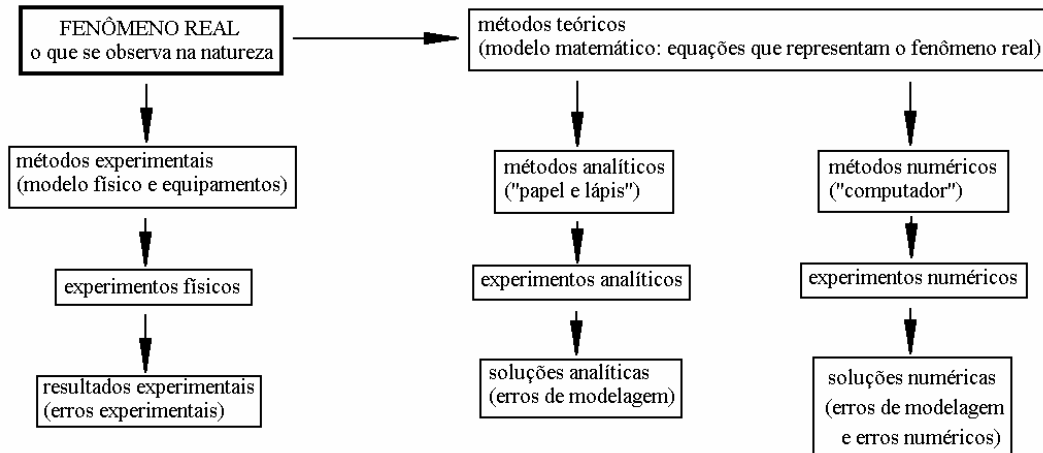 FENÔMENO REAL
o que se observa na natureza
métodos teóricos
(modelo matemático: equações que representam o fenômeno real)
métodos experimentais
(modelo físico e equipamentos)
métodos analíticos
("papel e lápis")
métodos numéricos
("computador")
experimentos físicos
experimentos analíticos
experimentos numéricos
resultados experimentais
(erros experimentais)
soluções analíticas
(erros de modelagem)
soluções numéricas
(erros de modelagem
e erros numéricos)